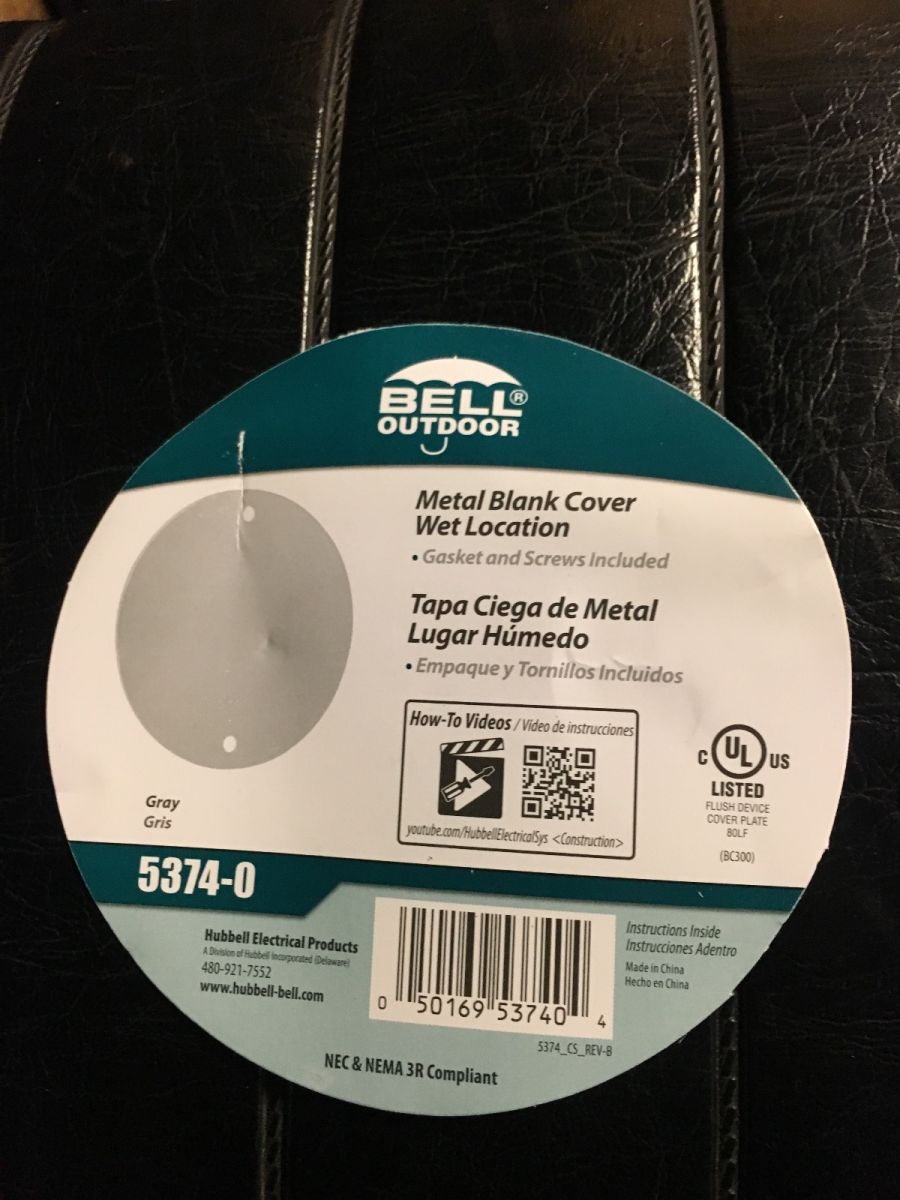 BELL®
OUTDOOR
Metal Blank Cover
Wet Location
• Gasket and Screws Included
Tapa Ciega de Metal
Lugar Húmedo
• Empaque y Tornillos Incluidos
How-To Videos / Vídeo de instrucciones
youtube.com/HubbellElectricalSys <Construction>
C UL US
LISTED
FLUSH DEVICE
COVER PLATE
80LF
(BC300)
Gray
Gris
5374-0
Hubbell Electrical Products
A Division of Hubbell Incorporated (Delaware)
480-921-7552
www.hubbell-bell.com
0 50169 53740 4
5374_CS_REV-B
Instructions Inside
Instrucciones Adentro
Made in China
Hecho en China
NEC & NEMA 3R Compliant